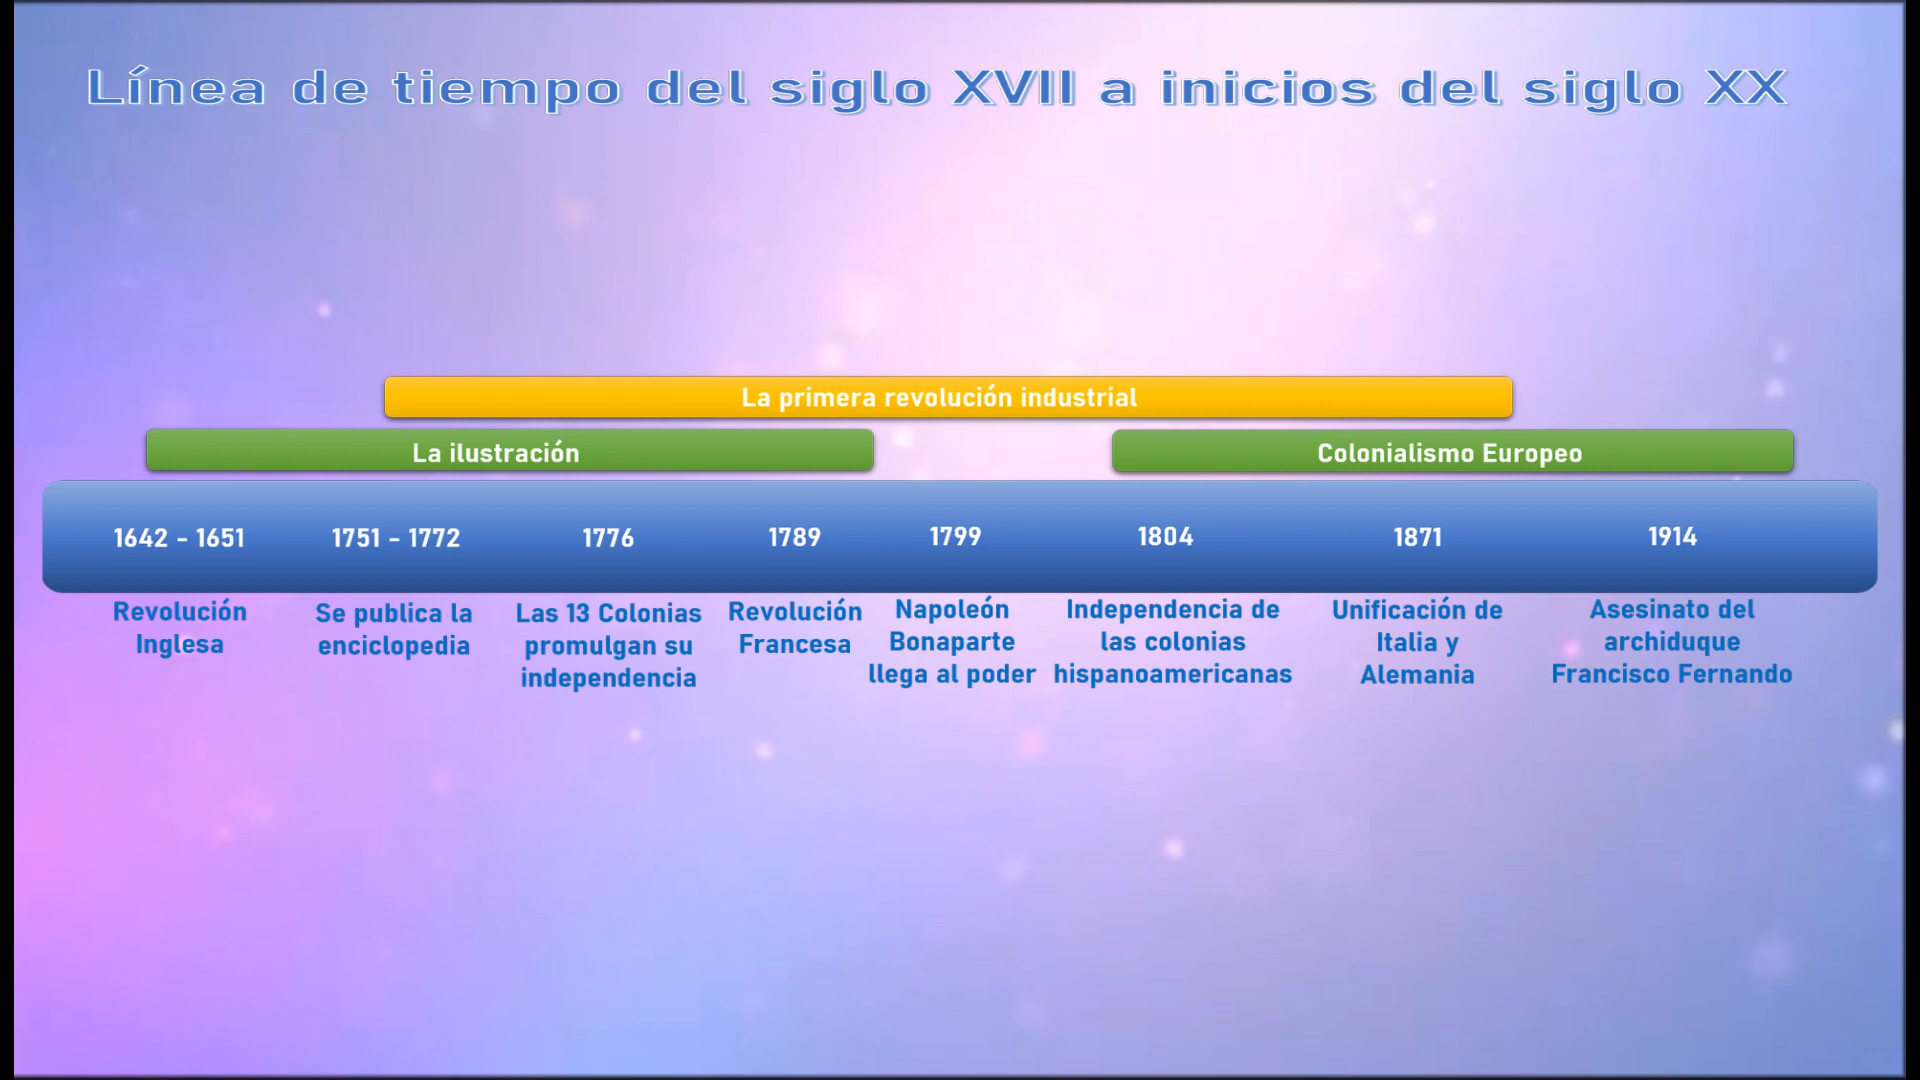 Línea de tiempo del siglo XVII a inicios del siglo XX
La primera revolución industrial
La ilustración
Colonialismo Europeo
1642 - 1651
1751 - 1772
1776
1789
1799
1804
1871
1914
Revolución
Inglesa
Se publica la
enciclopedia
Las 13 Colonias
promulgan su
independencia
Revolución
Francesa
Napoleón
Bonaparte
llega al poder
Independencia de
las colonias
hispanoamericanas
Unificación de
Italia y
Alemania
Asesinato del
archiduque
Francisco Fernando